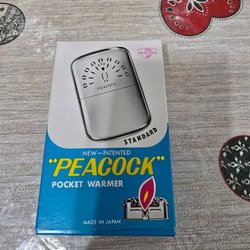 PEACOCK
STANDARD
NEW-PATENTED
"PEACOCK"
POCKET WARMER
MADE IN JAPAN